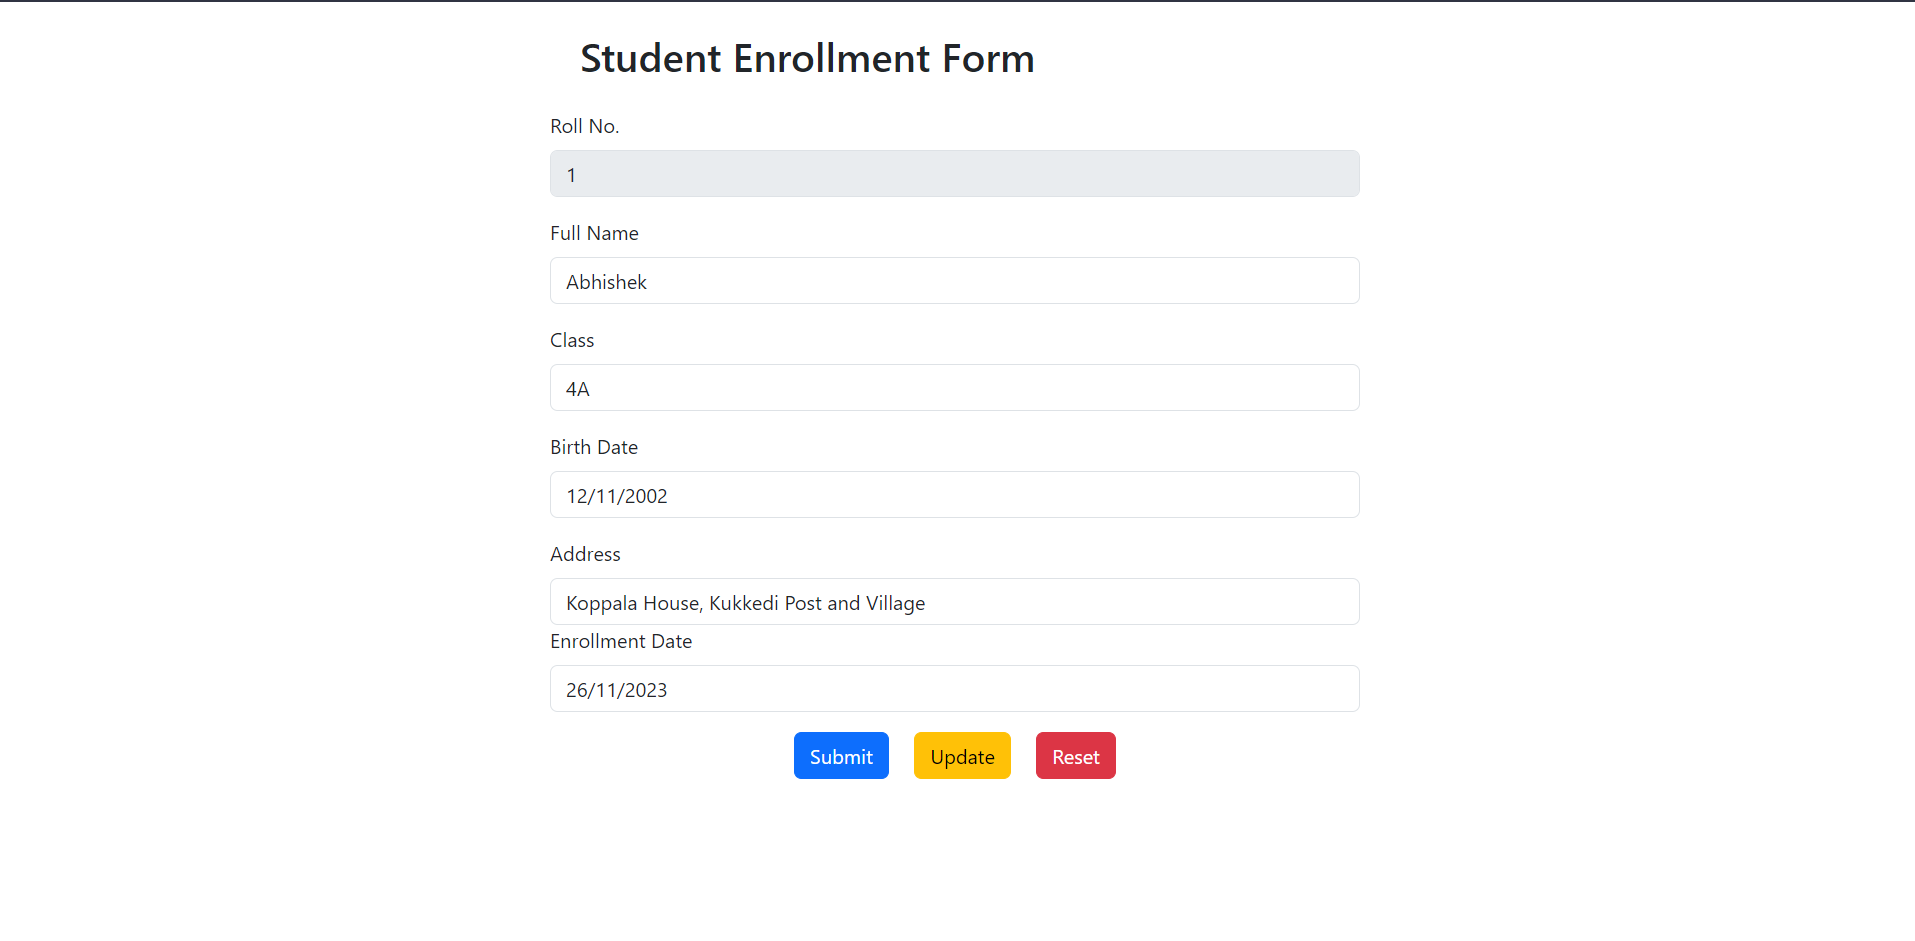 Student Enrollment Form
Roll No.
1
Full Name
Abhishek
Class
4A
Birth Date
12/11/2002
Address
Koppala House, Kukkedi Post and Village
Enrollment Date
26/11/2023
Submit Update Reset